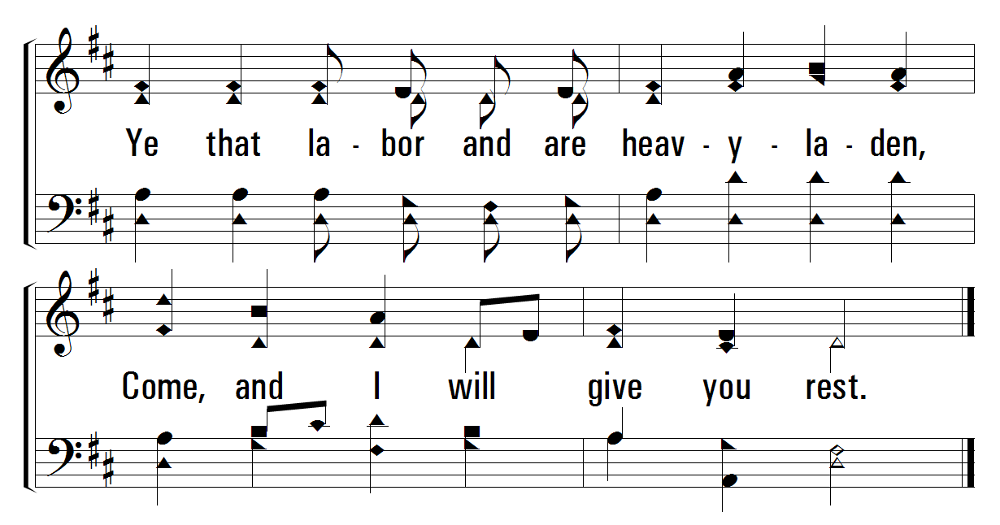 Ye that la - bor and are heav - y - la - den,
Come, and I will give you rest.